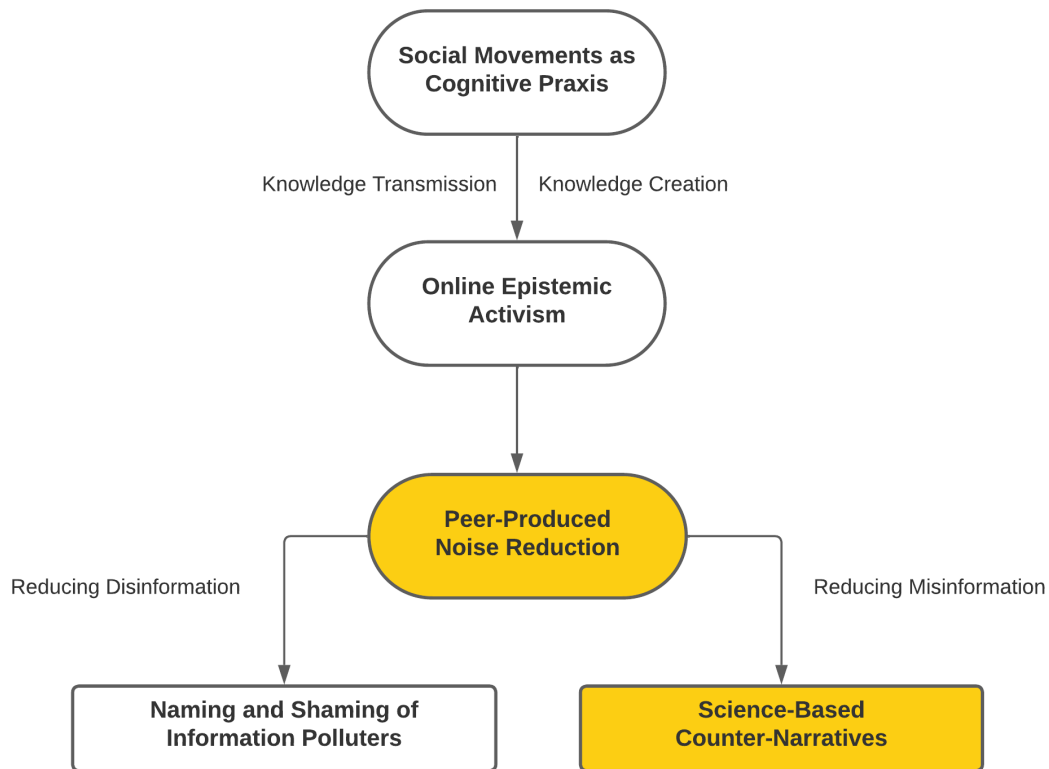 Social Movements as
Cognitive Praxis
Knowledge Transmission
Knowledge Creation
Online Epistemic
Activism
Peer-Produced
Noise Reduction
Reducing Disinformation
Reducing Misinformation
Naming and Shaming of
Information Polluters
Science-Based
Counter-Narratives